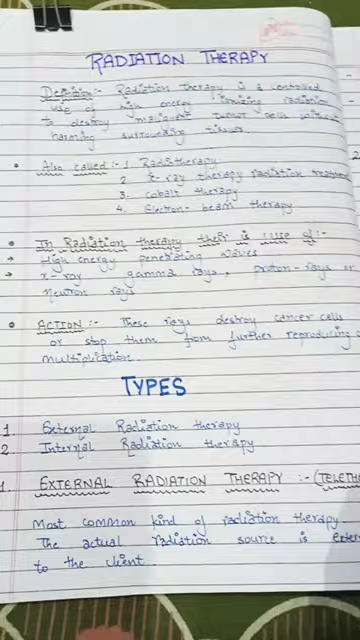 RADIATION THERAPY
Definition:- Radiation therapy is a controlled
use of high energy ionizing radiation
to destroy malignant tumor cells without
harming surrounding tissues
Also called:- 1 Radiotherapy
2 X-ray therapy radiation treatment
3. cobalt therapy
4. Electron-beam therapy
In Radiation therapy their is use of:-
→ High energy penetrating waves
→ x-ray gamma rays, proton-rays or
neutron rays
ACTION:- These rays destroy cancer cells
or stop them from further reproducing
multiplication.
TYPES
1. External Radiation therapy
2. Internal Radiation therapy
1. EXTERNAL RADIATION THERAPY:- (TELETH
Most common kind of radiation therapy.
The actual radiation source is exter
to the client.